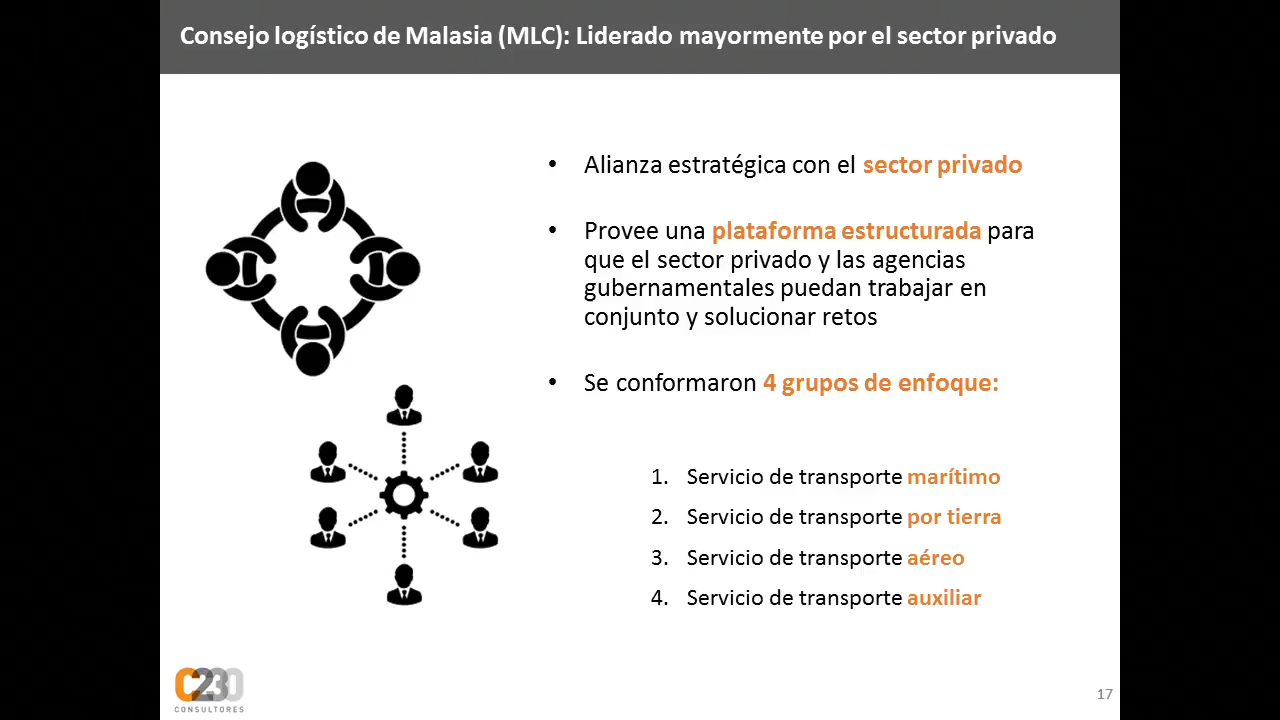 Consejo logístico de Malasia (MLC): Liderado mayormente por el sector privado
• Alianza estratégica con el sector privado
• Provee una plataforma estructurada para
que el sector privado y las agencias
gubernamentales puedan trabajar en
conjunto y solucionar retos
• Se conformaron 4 grupos de enfoque:
1. Servicio de transporte marítimo
2. Servicio de transporte por tierra
3. Servicio de transporte aéreo
4. Servicio de transporte auxiliar
C230
CONSULTORES
17